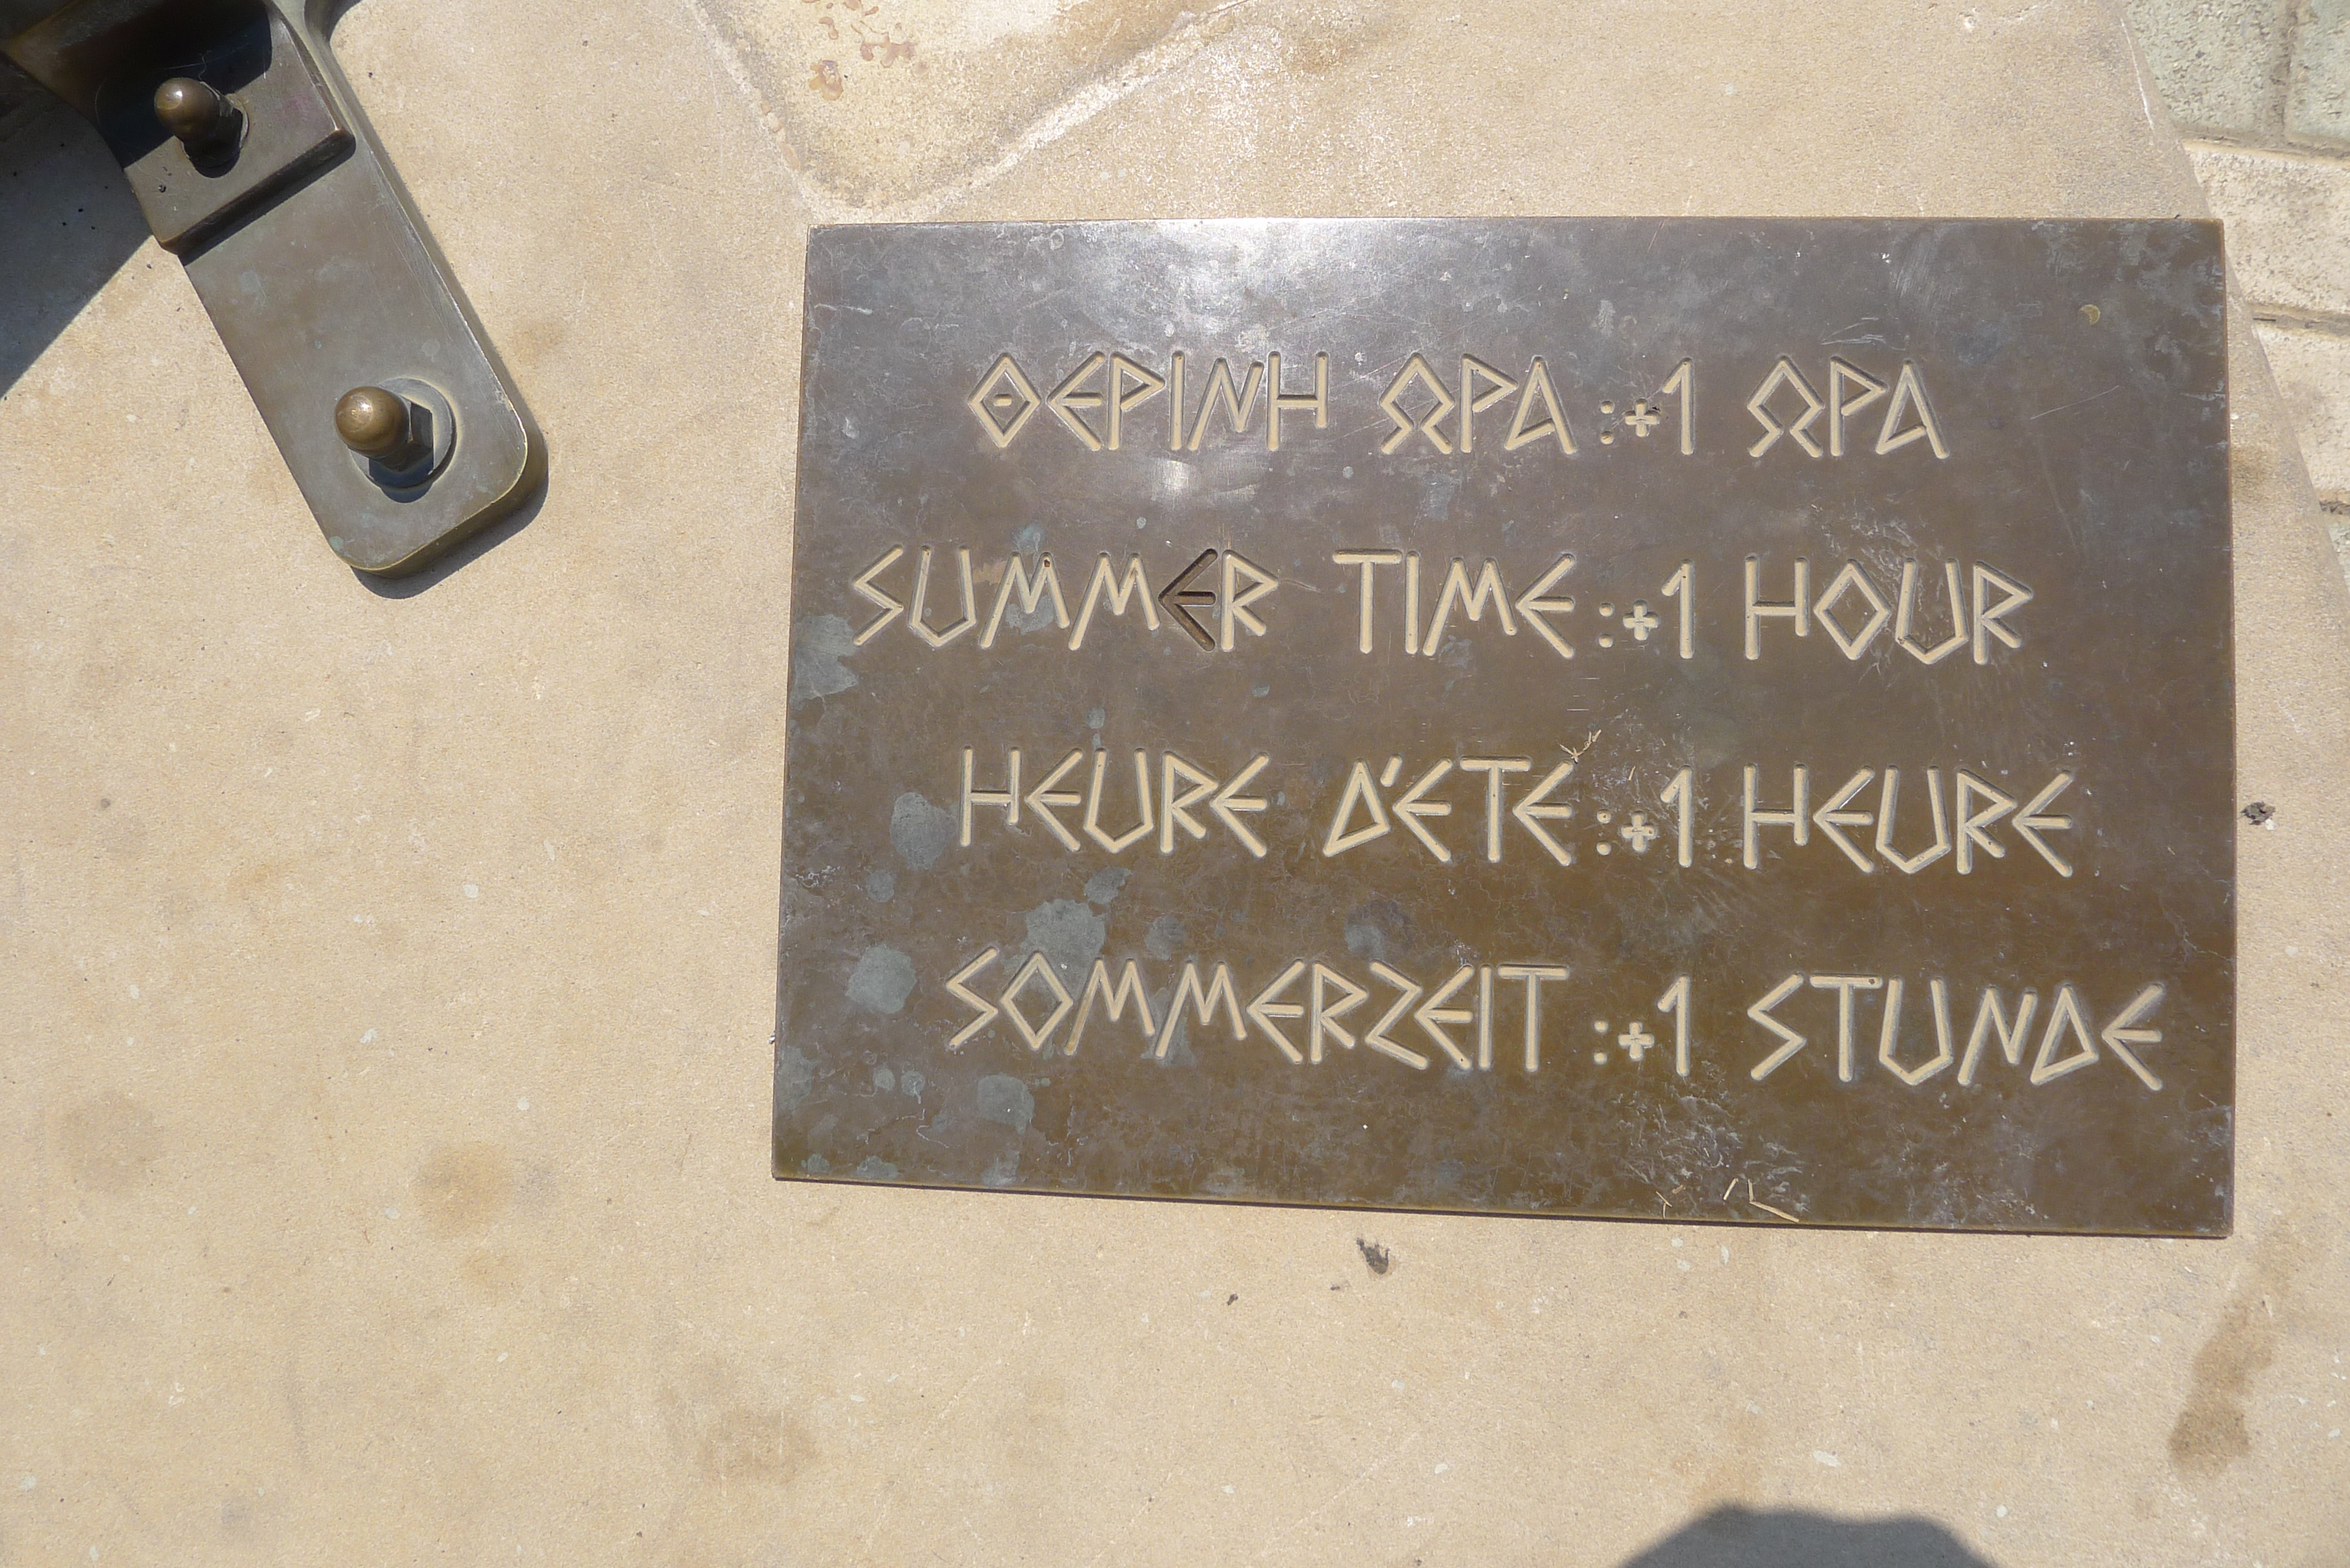 ΘΕΡΙΝΗ ΩΡΑ :+1 ΩΡΑ
SUMMER TIME :+1 HOUR
HEURE D'ETE :+1 HEURE
SOMMERZEIT :+1 STUNDE